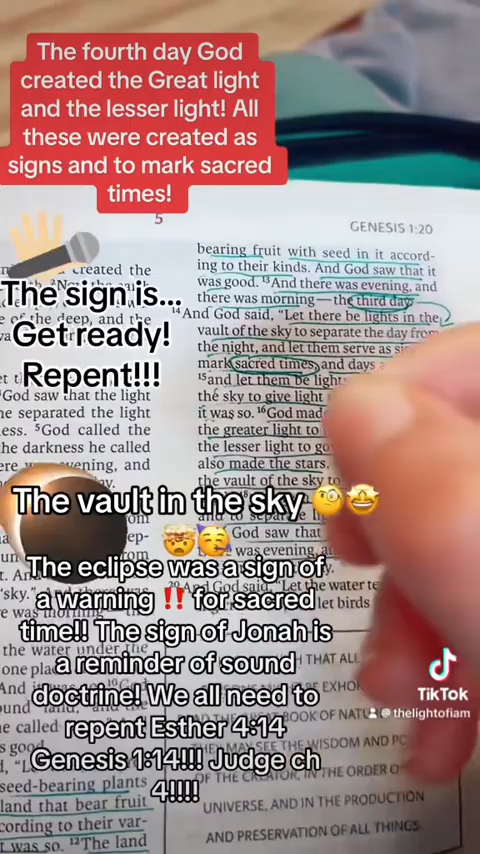 The fourth day God
created the Great light
and the lesser light! All
these were created as
signs and to mark sacred
times!
5
GENESIS 1:20
created the
of the deep, and the
God saw that the light
he separated the light
ess. ⁵God called the
the darkness he called
evening, and
The sign is...
Get ready!
Repent!!!
bearing fruit with seed in it accord-
ing to their kinds. And God saw that it
was good. ¹³And there was evening, and
there was morning—the third day.
¹⁴And God said, “Let there be lights in the
vault of the sky to separate the day from
the night, and let them serve as
mark sacred times, and days
¹⁵and let them be lights
the sky to give light
it was so. ¹⁶God made
the greater light to
the lesser light to go
also made the stars.
the vault of the sky to
God saw that
was evening, an
²⁰And God said, “Let the water te
let birds
The vault in the sky 🧐🤩
🤯🥳
The eclipse was a sign of
a warning ‼️ for sacred
time!! The sign of Jonah is
a reminder of sound
doctrine! We all need to
repent Esther 4:14
Genesis 1:14!!! Judge ch
4!!!!
"sky." And
the water under the
one plac
And it was so.
he called
s good
seed-bearing plants
land that bear fruit
cording to their var-
t was so. ¹²The land
THAT ALL
EXHOR
BOOK OF NATU
MAY SEE THE WISDOM AND PO
OF THE CREATOR, IN THE ORDER O
UNIVERSE, AND IN THE PRODUCTION
AND PRESERVATION OF ALL THINGS
TikTok
@thelightofiam